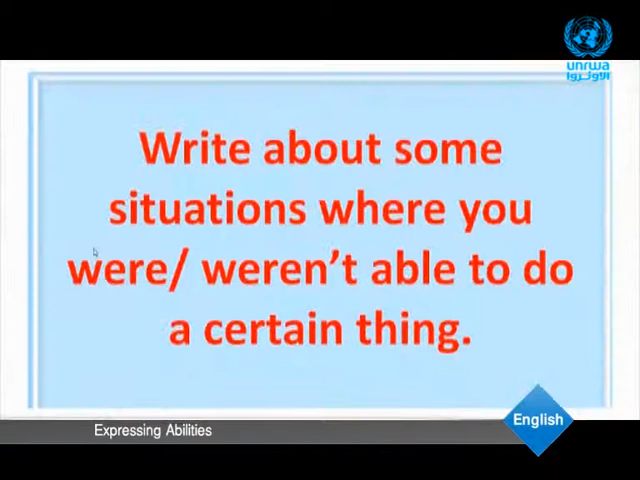 unrwa
الأونروا
Write about some
situations where you
were/ weren't able to do
a certain thing.
English
Expressing Abilities